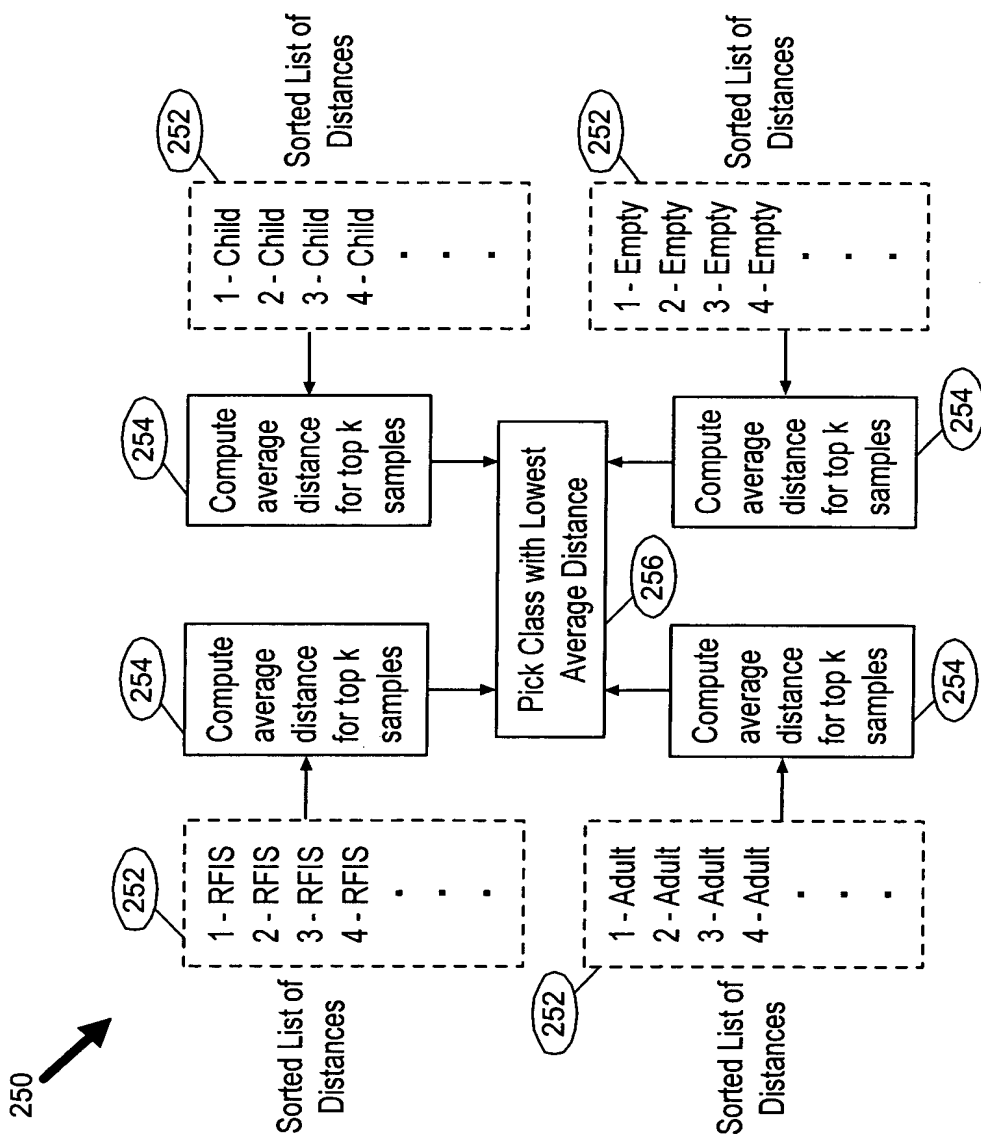 250
Sorted List of
Distances
252
1 - RFIS
2 - RFIS
3 - RFIS
4 - RFIS
.
.
.
254
Compute
average
distance
for top k
samples
254
Compute
average
distance
for top k
samples
252
1 - Child
2 - Child
3 - Child
4 - Child
.
.
.
Sorted List of
Distances
Pick Class with Lowest
Average Distance
256
Sorted List of
Distances
252
1 - Adult
2 - Adult
3 - Adult
4 - Adult
.
.
.
Compute
average
distance
for top k
samples
254
Compute
average
distance
for top k
samples
254
252
1 - Empty
2 - Empty
3 - Empty
4 - Empty
.
.
.
Sorted List of
Distances